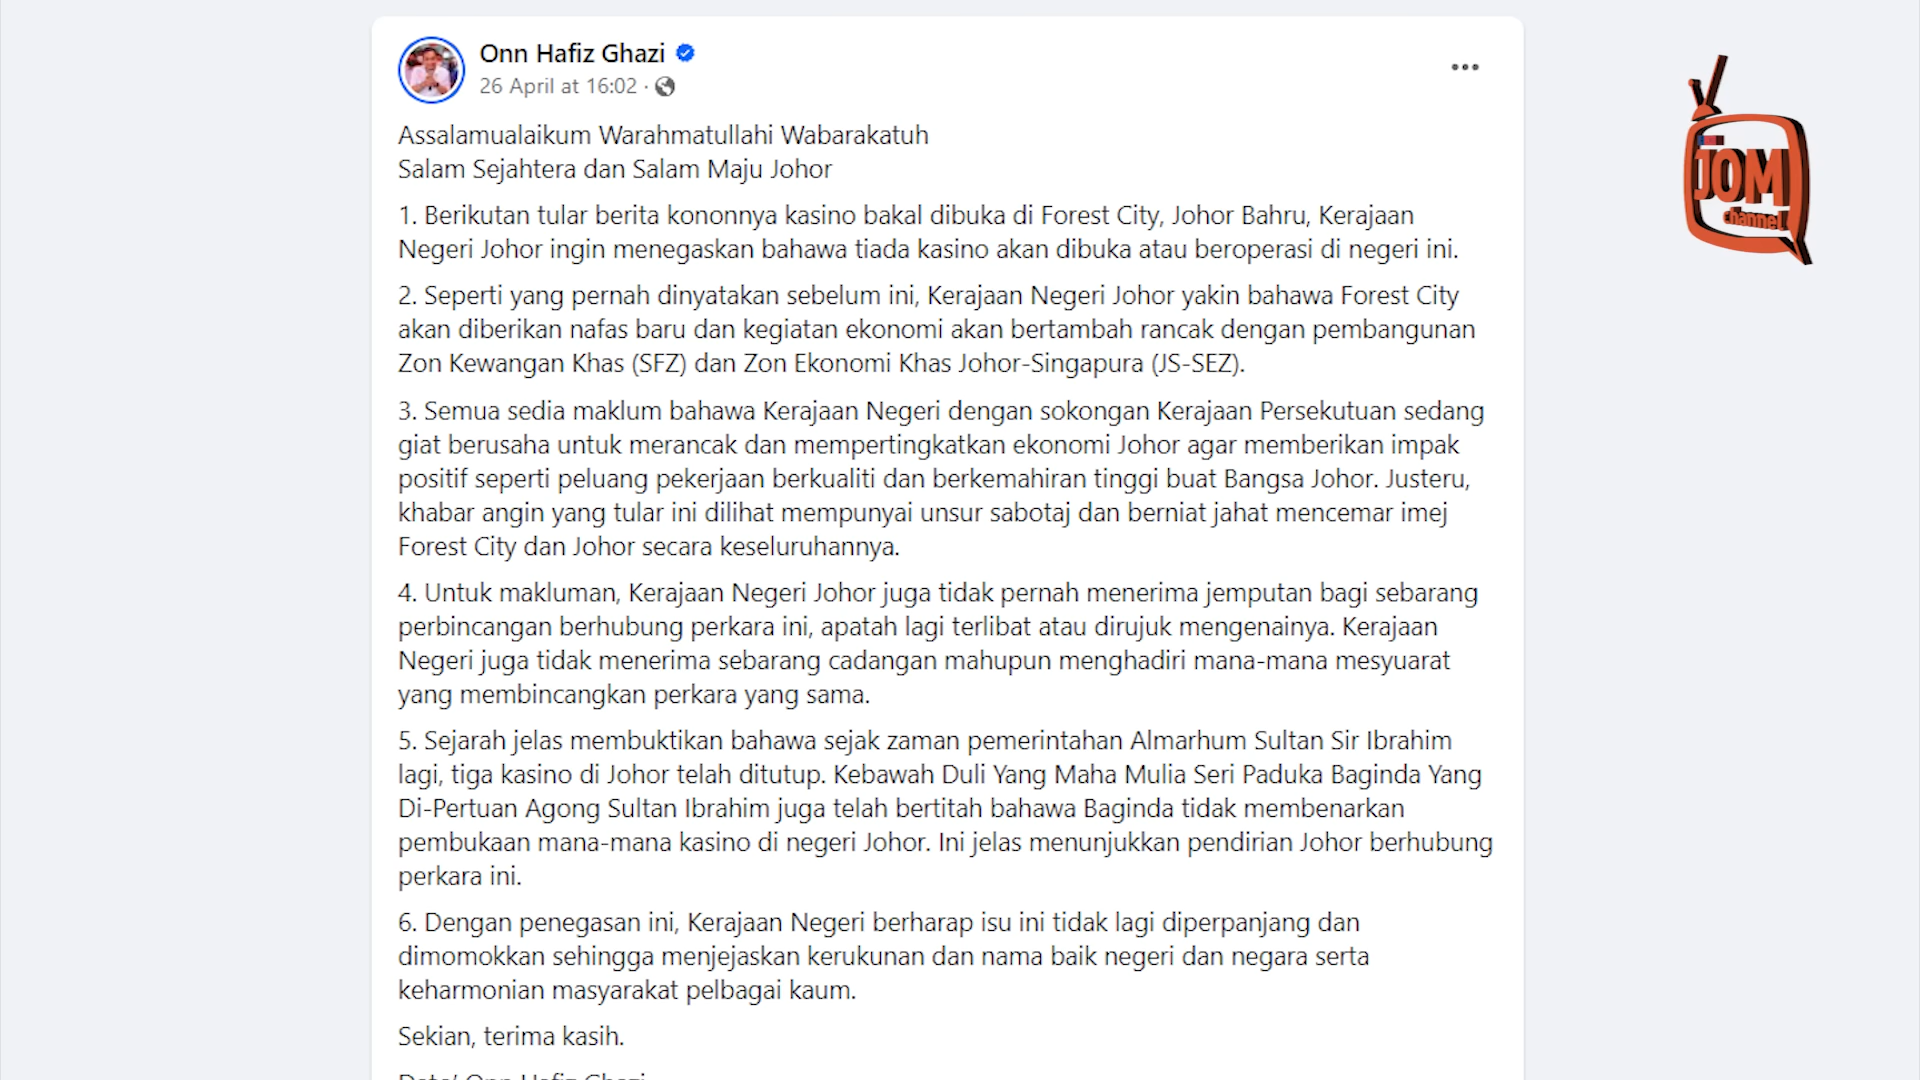 Onn Hafiz Ghazi
26 April at 16:02 ·
Assalamualaikum Warahmatullahi Wabarakatuh
Salam Sejahtera dan Salam Maju Johor
1. Berikutan tular berita kononnya kasino bakal dibuka di Forest City, Johor Bahru, Kerajaan
Negeri Johor ingin menegaskan bahawa tiada kasino akan dibuka atau beroperasi di negeri ini.
2. Seperti yang pernah dinyatakan sebelum ini, Kerajaan Negeri Johor yakin bahawa Forest City
akan diberikan nafas baru dan kegiatan ekonomi akan bertambah rancak dengan pembangunan
Zon Kewangan Khas (SFZ) dan Zon Ekonomi Khas Johor-Singapura (JS-SEZ).
3. Semua sedia maklum bahawa Kerajaan Negeri dengan sokongan Kerajaan Persekutuan sedang
giat berusaha untuk merancak dan mempertingkatkan ekonomi Johor agar memberikan impak
positif seperti peluang pekerjaan berkualiti dan berkemahiran tinggi buat Bangsa Johor. Justeru,
khabar angin yang tular ini dilihat mempunyai unsur sabotaj dan berniat jahat mencemar imej
Forest City dan Johor secara keseluruhannya.
4. Untuk makluman, Kerajaan Negeri Johor juga tidak pernah menerima jemputan bagi sebarang
perbincangan berhubung perkara ini, apatah lagi terlibat atau dirujuk mengenainya. Kerajaan
Negeri juga tidak menerima sebarang cadangan mahupun menghadiri mana-mana mesyuarat
yang membincangkan perkara yang sama.
5. Sejarah jelas membuktikan bahawa sejak zaman pemerintahan Almarhum Sultan Sir Ibrahim
lagi, tiga kasino di Johor telah ditutup. Kebawah Duli Yang Maha Mulia Seri Paduka Baginda Yang
Di-Pertuan Agong Sultan Ibrahim juga telah bertitah bahawa Baginda tidak membenarkan
pembukaan mana-mana kasino di negeri Johor. Ini jelas menunjukkan pendirian Johor berhubung
perkara ini.
6. Dengan penegasan ini, Kerajaan Negeri berharap isu ini tidak lagi diperpanjang dan
dimomokkan sehingga menjejaskan kerukunan dan nama baik negeri dan negara serta
keharmonian masyarakat pelbagai kaum.
Sekian, terima kasih.
Dato' Onn Hafiz Ghazi
JOM
channel